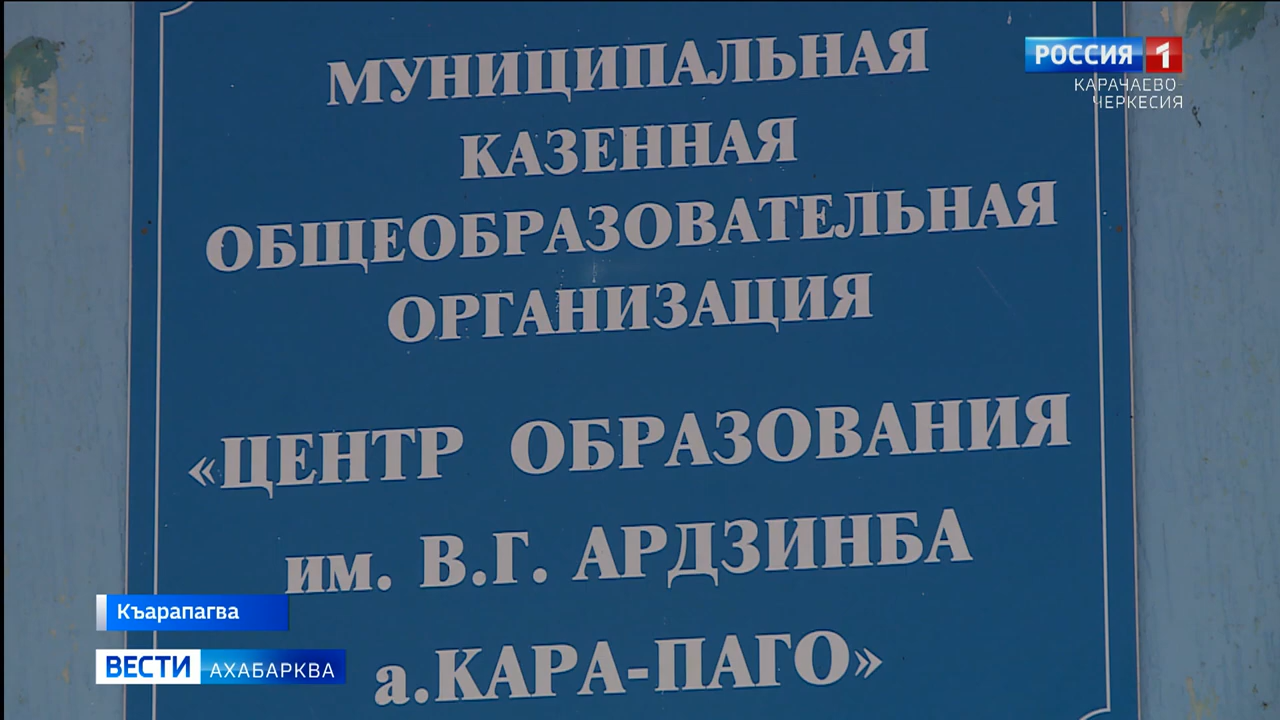 РОССИЯ 1
КАРАЧАЕВО-
ЧЕРКЕСИЯ
МУНИЦИПАЛЬНАЯ
КАЗЕННАЯ
ОБЩЕОБРАЗОВАТЕЛЬНАЯ
ОРГАНИЗАЦИЯ
«ЦЕНТР ОБРАЗОВАНИЯ
им. В.Г. АРДЗИНБА
а.КАРА-ПАГО»
Къарапагва
ВЕСТИ АХАБАРКВА